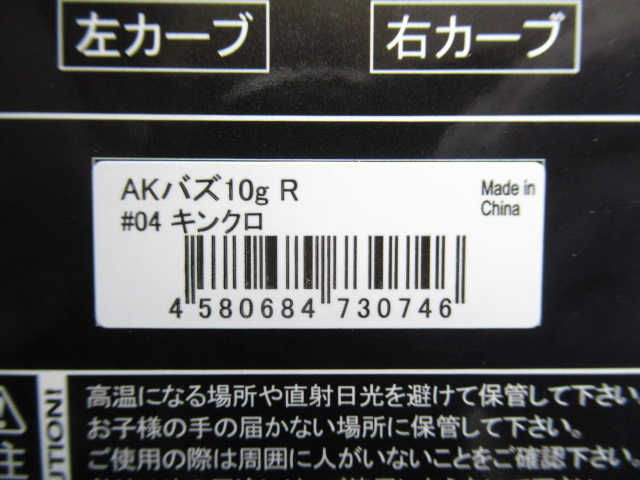 左カーブ
右カーブ
AKバズ10g R
#04 キンクロ
Made in
China
4 580684 730746
高温になる場所や直射日光を避けて保管して下さい
お子様の手の届かない場所に保管して下さい。
ご使用の際は周囲に人がいないことをご確認下さい
注
UTION!